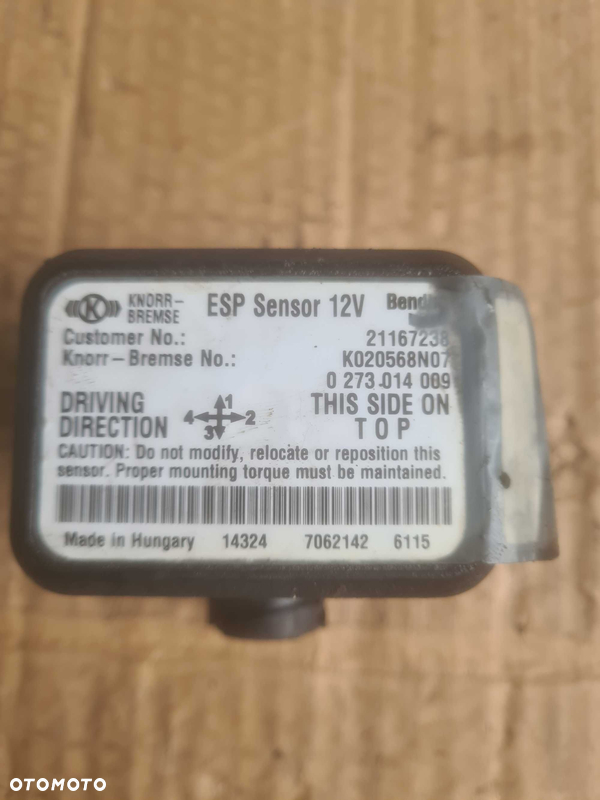 K KNORR-BREMSE ESP Sensor 12V
Customer No.: 21167238
Knorr-Bremse No.: K020568N07
0 273 014 009
DRIVING DIRECTION 1 2 3 4 THIS SIDE ON TOP
CAUTION: Do not modify, relocate or reposition this
sensor. Proper mounting torque must be maintained.
Made in Hungary 14324 7062142 6115
OTOMOTO